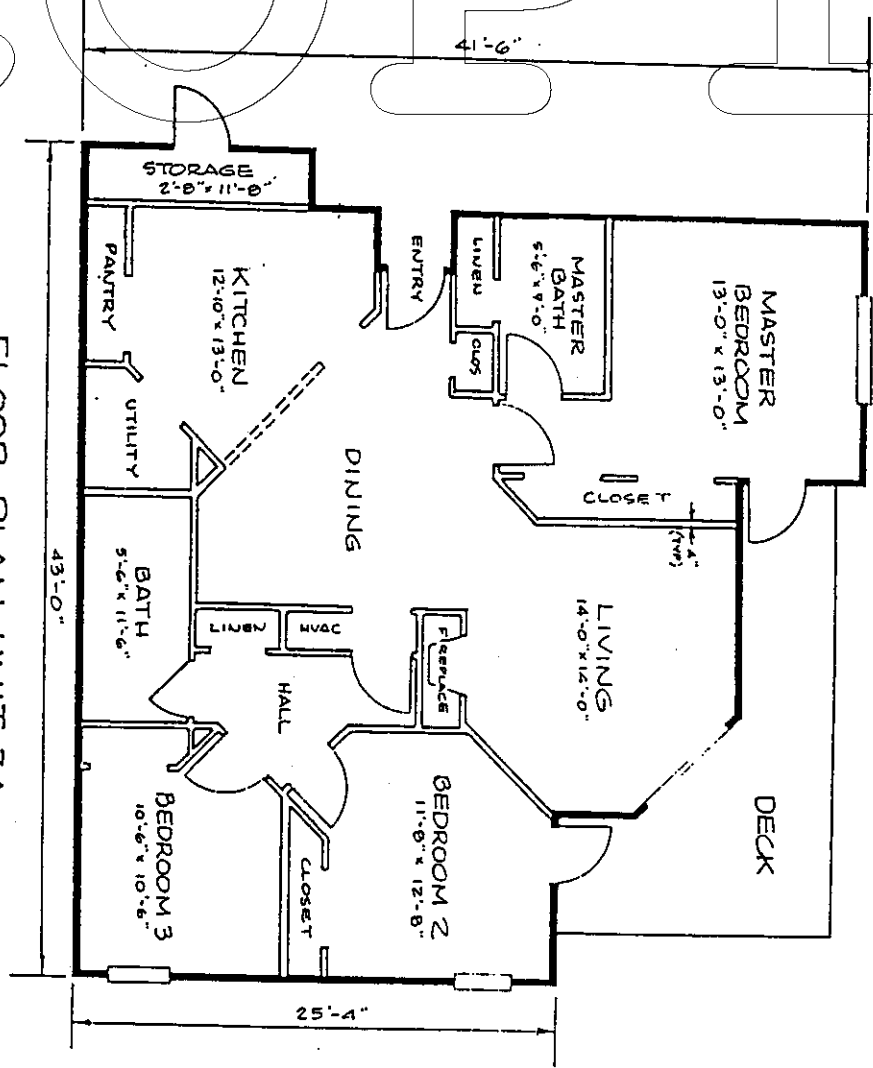 41'-6"
STORAGE
2'-8" x 11'-8"
PANTRY
KITCHEN
12'-10" x 13'-0"
ENTRY
LINEN
MASTER
BATH
5'-6" x 9'-0"
MASTER
BEDROOM
13'-0" x 13'-0"
CLOS
UTILITY
DINING
CLOSET
4"
(TYP)
43'-0"
BATH
5'-6" x 11'-6"
LINEN
HVAC
FIREPLACE
LIVING
14'-0" x 14'-0"
HALL
DECK
BEDROOM 3
10'-6" x 10'-6"
CLOSET
BEDROOM 2
11'-8" x 12'-8"
25'-4"